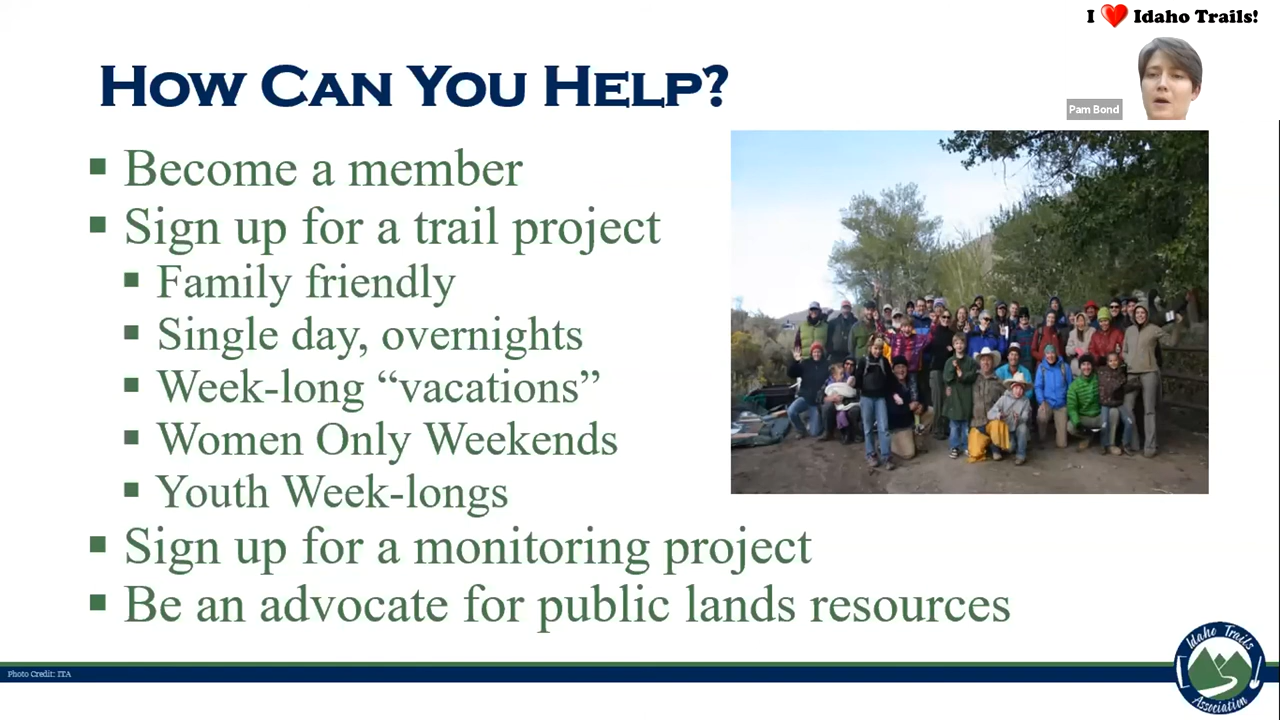 I ❤ Idaho Trails!
How Can You Help?
Pam Bond
▪ Become a member
▪ Sign up for a trail project
▪ Family friendly
▪ Single day, overnights
▪ Week-long “vacations”
▪ Women Only Weekends
▪ Youth Week-longs
▪ Sign up for a monitoring project
▪ Be an advocate for public lands resources
Photo Credit: ITA
Idaho Trails
Association